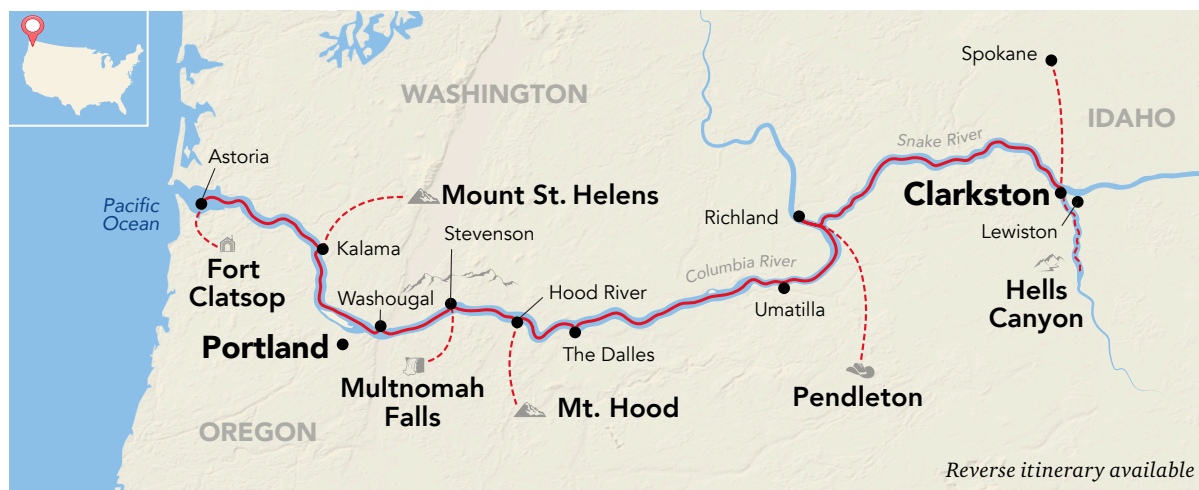 Spokane
WASHINGTON
IDAHO
Snake River
Astoria
Pacific
Ocean
Mount St. Helens
Clarkston
Richland
Lewiston
Stevenson
Kalama
Fort
Clatsop
Columbia River
Washougal
Hood River
Umatilla
Hells
Canyon
Portland
The Dalles
Multnomah
Falls
Mt. Hood
Pendleton
OREGON
Reverse itinerary available